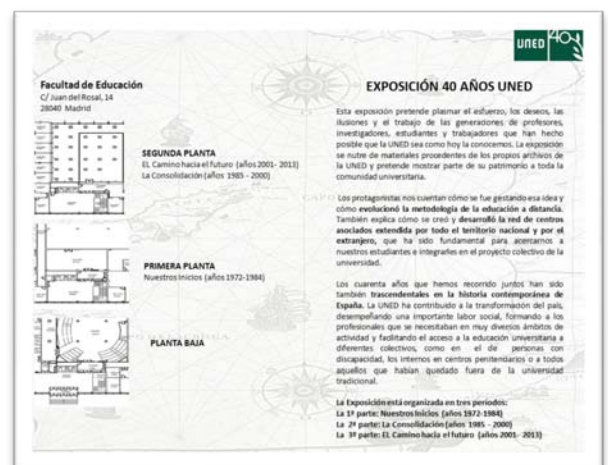 UNED 40
Facultad de Educación
C/ Juan del Rosal, 14
28040 Madrid
SEGUNDA PLANTA
EL Camino hacia el futuro (años 2001- 2013)
La Consolidación (años 1985 - 2000)
PRIMERA PLANTA
Nuestros Inicios (años 1972-1984)
PLANTA BAJA
EXPOSICIÓN 40 AÑOS UNED
Esta exposición pretende plasmar el esfuerzo, los deseos, las
ilusiones y el trabajo de las generaciones de profesores,
investigadores, estudiantes y trabajadores que han hecho
posible que la UNED sea como hoy la conocemos. La exposición
se nutre de materiales procedentes de los propios archivos de
la UNED y pretende mostrar parte de su patrimonio a toda la
comunidad universitaria.
Los protagonistas nos cuentan cómo se fue gestando esa idea y
cómo evolucionó la metodología de la educación a distancia.
También explica cómo se creó y desarrolló la red de centros
asociados extendida por todo el territorio nacional y por el
extranjero, que ha sido fundamental para acercarnos a
nuestros estudiantes e integrarles en el proyecto colectivo de la
universidad.
Los cuarenta años que hemos recorrido juntos han sido
también trascendentales en la historia contemporánea de
España. La UNED ha contribuido a la transformación del país,
desempeñando una importante labor social, formando a los
profesionales que se necesitaban en muy diversos ámbitos de
actividad y facilitando el acceso a la educación universitaria a
diferentes colectivos, como en el de personas con
discapacidad, los internos en centros penitenciarios o a todos
aquellos que habían quedado fuera de la universidad
tradicional.
La Exposición está organizada en tres periodos:
La 1ª parte: Nuestros Inicios (años 1972-1984)
La 2ª parte: La Consolidación (años 1985 - 2000)
La 3ª parte: EL Camino hacia el futuro (años 2001- 2013)